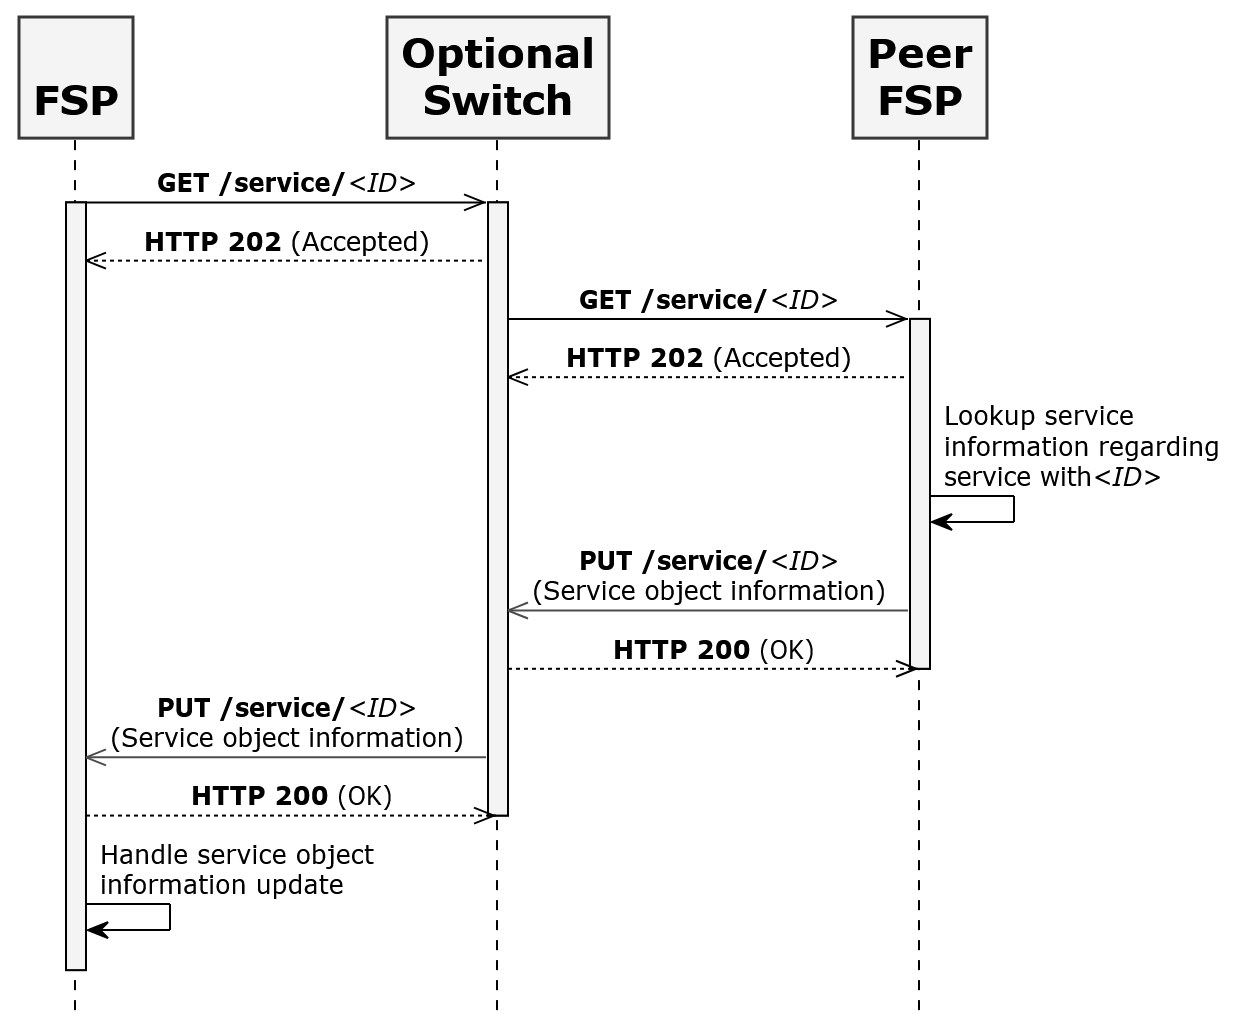 FSP
Optional
Switch
Peer
FSP
GET /service/<ID>
HTTP 202 (Accepted)
GET /service/<ID>
HTTP 202 (Accepted)
Lookup service
information regarding
service with<ID>
PUT /service/<ID>
(Service object information)
HTTP 200 (OK)
PUT /service/<ID>
(Service object information)
HTTP 200 (OK)
Handle service object
information update